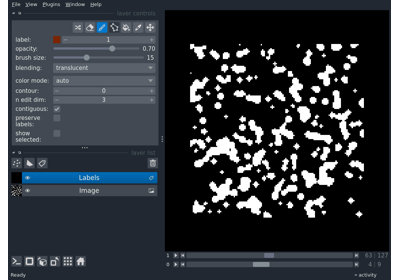 File View Plugins Window Help
layer controls
label: 1
opacity: 0.70
brush size: 15
blending: translucent
color mode: auto
contour: 0
n edit dim: 3
contiguous:
preserve
labels:
show
selected:
layer list
Labels
Image
1 63 127
0 4 9
Ready
activity